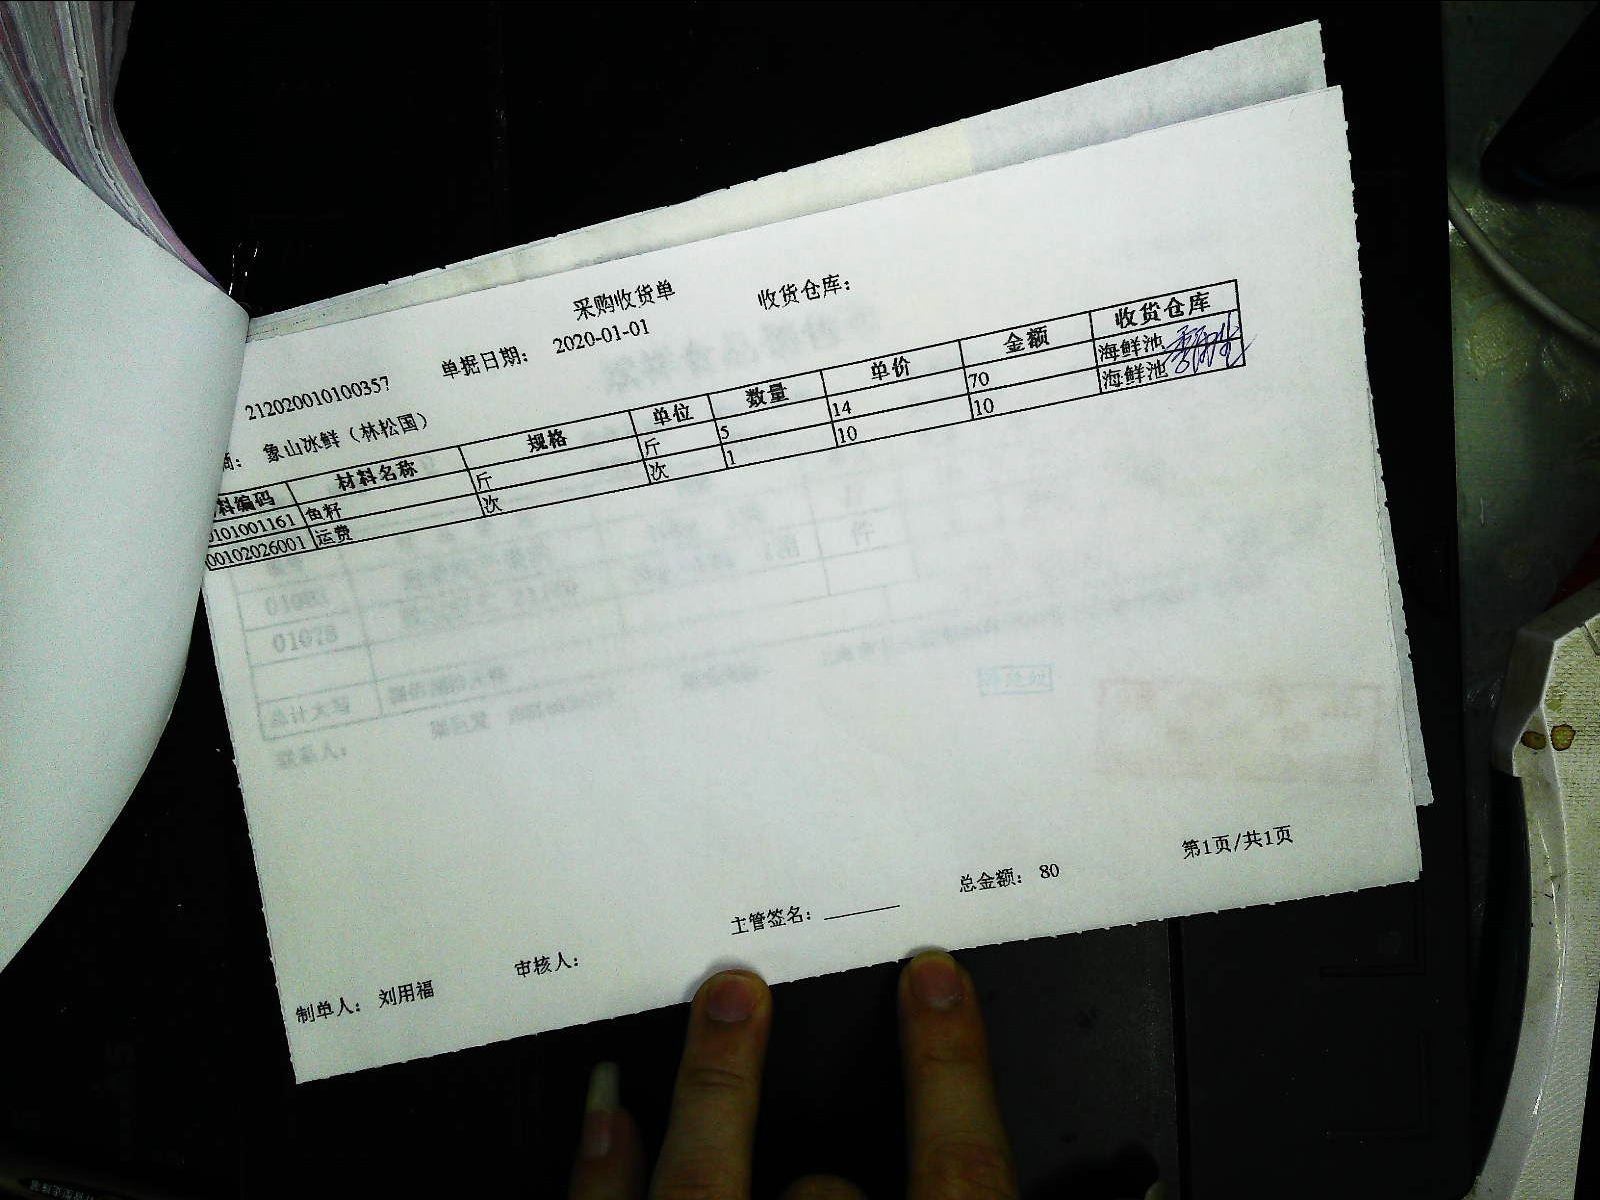 采购收货单 收货仓库：
212020010100357 单据日期： 2020-01-01
商： 象山冰鲜（林松国）
料编码 材料名称 规格 单位 数量 单价 金额 收货仓库
0101001161 鱼籽 斤 斤 5 14 70 海鲜池
00102026001 运费 次 次 1 10 10 海鲜池
01078
制单人： 刘用福 审核人： 主管签名： 总金额： 80 第1页/共1页